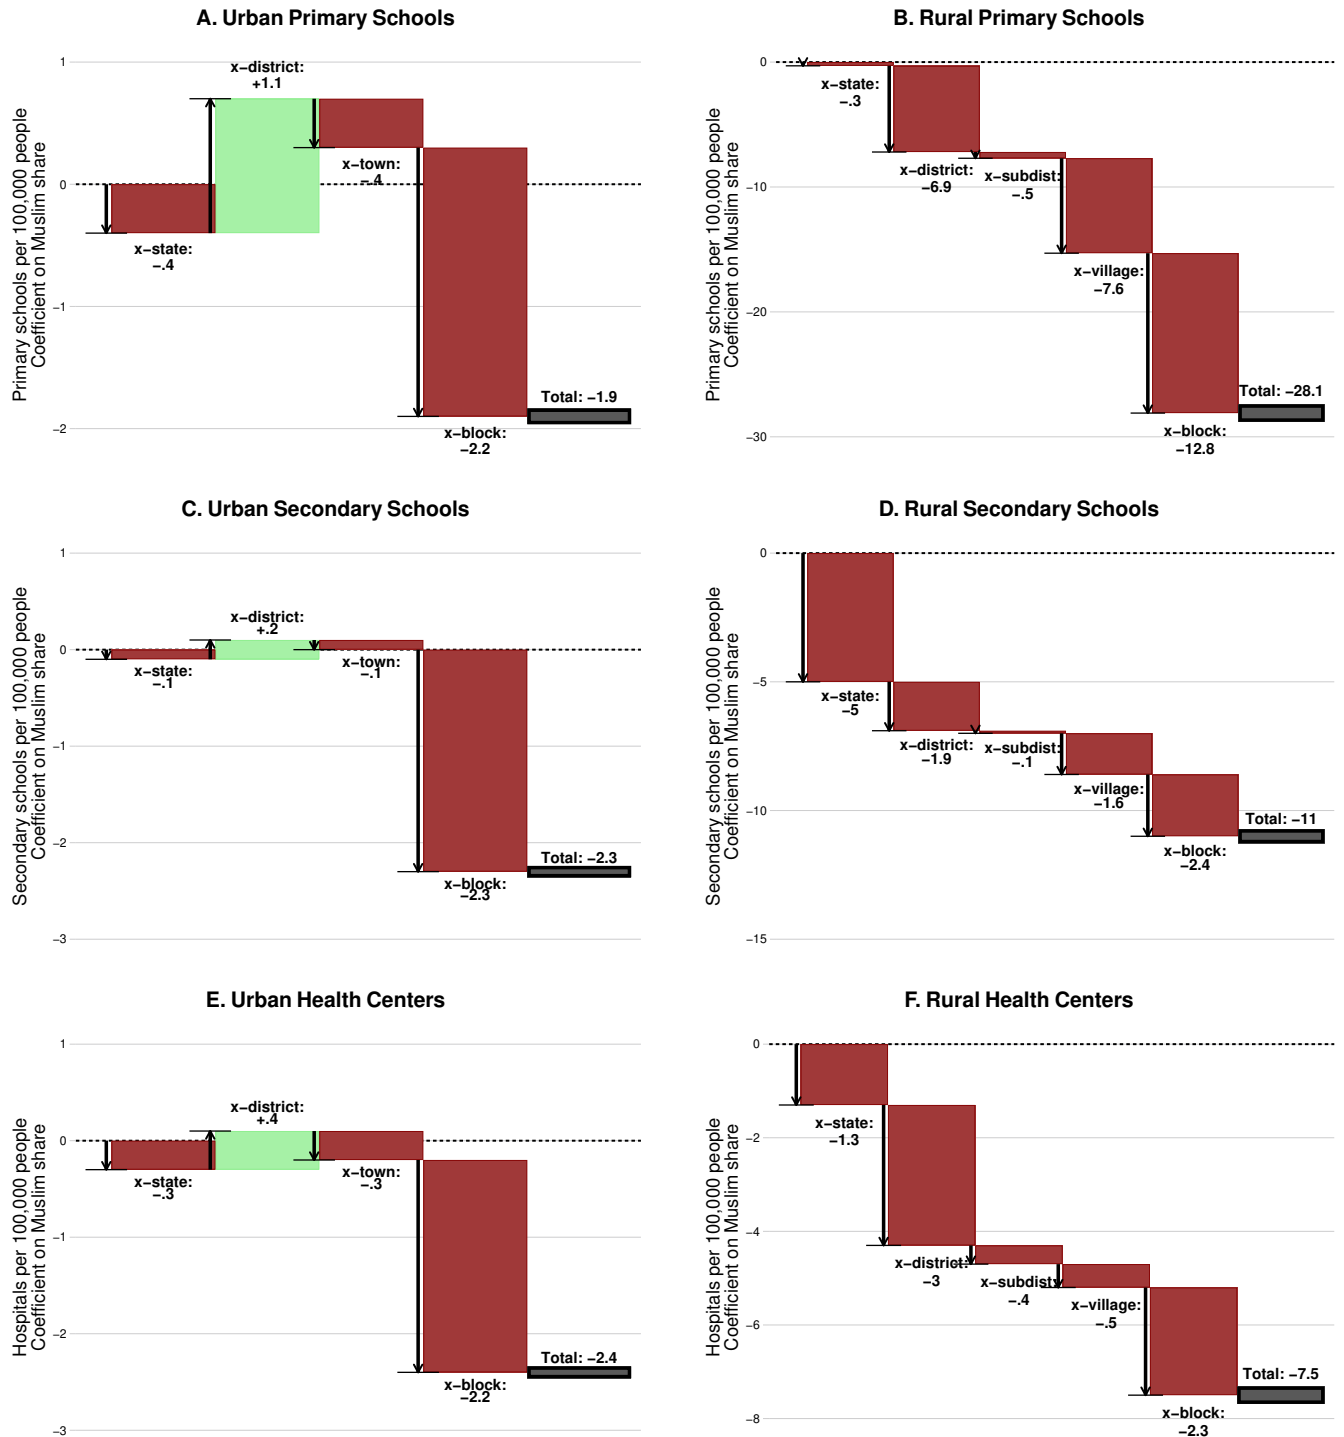 A. Urban Primary Schools
Primary schools per 100,000 people
Coefficient on Muslim share
1
0
−1
−2
x−state:
−.4
x−district:
+1.1
x−town:
−.4
x−block:
−2.2
Total: −1.9
B. Rural Primary Schools
Primary schools per 100,000 people
Coefficient on Muslim share
0
−10
−20
−30
x−state:
−.3
x−district:
−6.9
x−subdist:
−.5
x−village:
−7.6
x−block:
−12.8
Total: −28.1
C. Urban Secondary Schools
Secondary schools per 100,000 people
Coefficient on Muslim share
1
0
−1
−2
−3
x−state:
−.1
x−district:
+.2
x−town:
−.1
x−block:
−2.3
Total: −2.3
D. Rural Secondary Schools
Secondary schools per 100,000 people
Coefficient on Muslim share
0
−5
−10
−15
x−state:
−5
x−district:
−1.9
x−subdist:
−.1
x−village:
−1.6
x−block:
−2.4
Total: −11
E. Urban Health Centers
Hospitals per 100,000 people
Coefficient on Muslim share
1
0
−1
−2
−3
x−state:
−.3
x−district:
+.4
x−town:
−.3
x−block:
−2.2
Total: −2.4
F. Rural Health Centers
Hospitals per 100,000 people
Coefficient on Muslim share
0
−2
−4
−6
−8
x−state:
−1.3
x−district:
−3
x−subdist:
−.4
x−village:
−.5
x−block:
−2.3
Total: −7.5